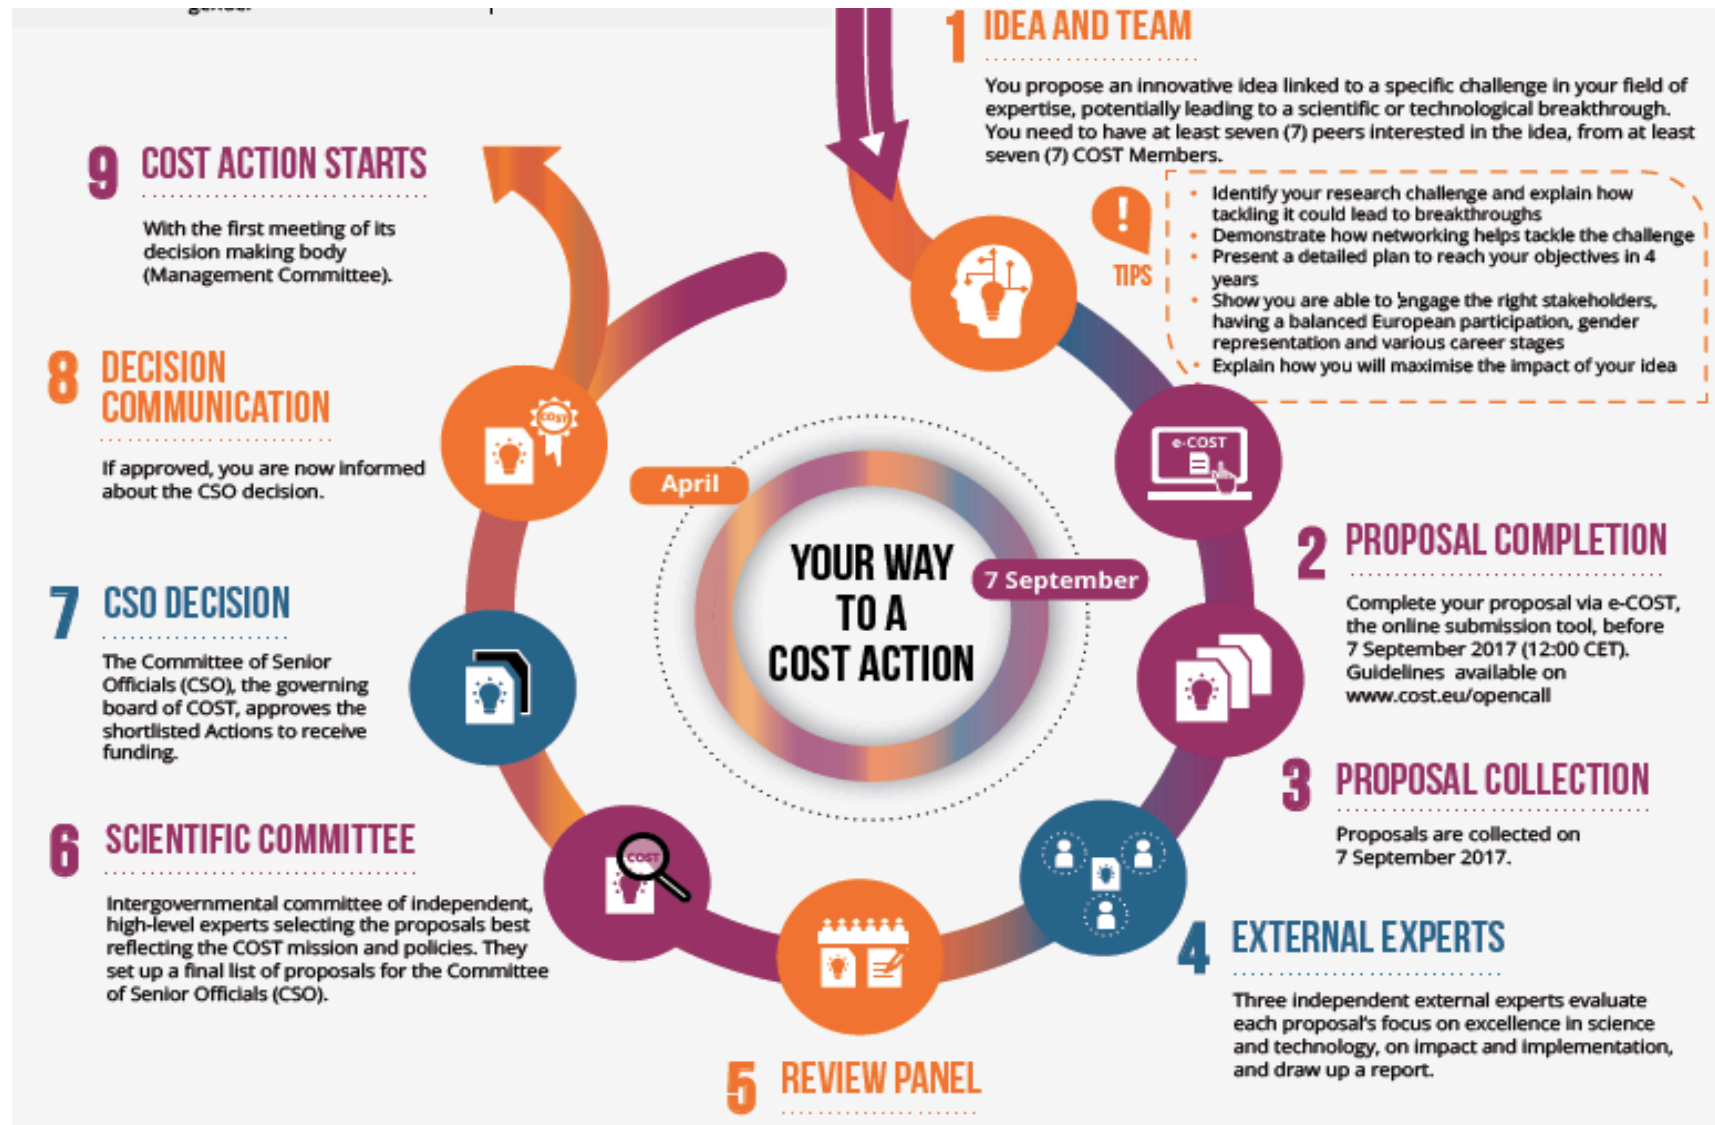 1 IDEA AND TEAM
You propose an innovative idea linked to a specific challenge in your field of
expertise, potentially leading to a scientific or technological breakthrough.
You need to have at least seven (7) peers interested in the idea, from at least
seven (7) COST Members.
!
TIPS
• Identify your research challenge and explain how
tackling it could lead to breakthroughs
• Demonstrate how networking helps tackle the challenge
• Present a detailed plan to reach your objectives in 4
years
• Show you are able to engage the right stakeholders,
having a balanced European participation, gender
representation and various career stages
• Explain how you will maximise the impact of your idea
e-COST
2 PROPOSAL COMPLETION
Complete your proposal via e-COST,
the online submission tool, before
7 September 2017 (12:00 CET).
Guidelines available on
www.cost.eu/opencall
3 PROPOSAL COLLECTION
Proposals are collected on
7 September 2017.
4 EXTERNAL EXPERTS
Three independent external experts evaluate
each proposal's focus on excellence in science
and technology, on impact and implementation,
and draw up a report.
5 REVIEW PANEL
6 SCIENTIFIC COMMITTEE
Intergovernmental committee of independent,
high-level experts selecting the proposals best
reflecting the COST mission and policies. They
set up a final list of proposals for the Committee
of Senior Officials (CSO).
COST
7 CSO DECISION
The Committee of Senior
Officials (CSO), the governing
board of COST, approves the
shortlisted Actions to receive
funding.
8 DECISION
COMMUNICATION
If approved, you are now informed
about the CSO decision.
COST
9 COST ACTION STARTS
With the first meeting of its
decision making body
(Management Committee).
April
YOUR WAY
TO A
COST ACTION
7 September